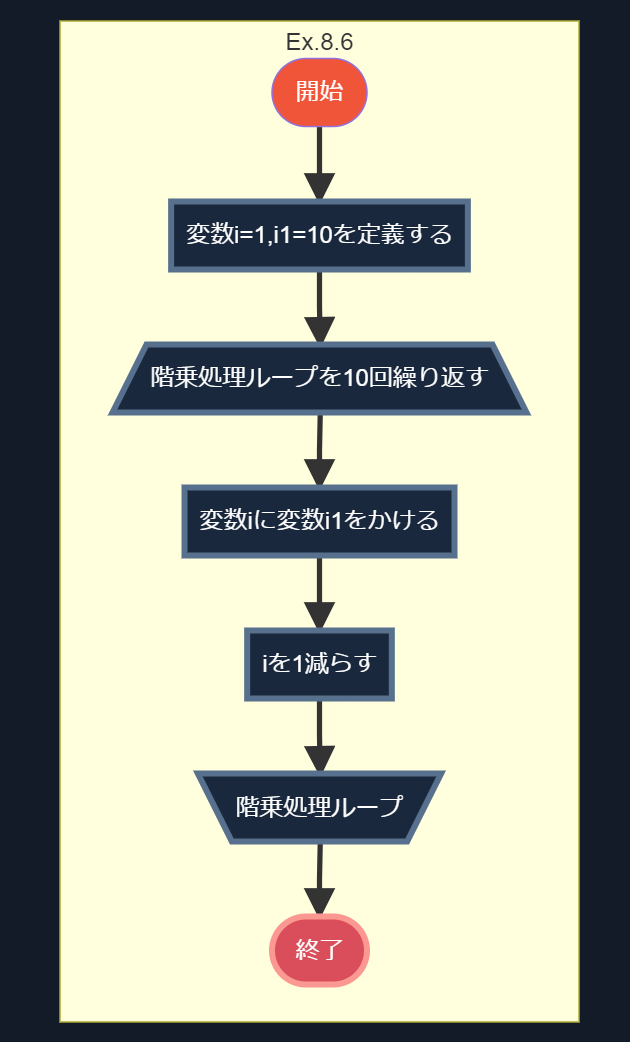 Ex.8.6
開始
変数i=1,i1=10を定義する
階乗処理ループを10回繰り返す
変数iに変数i1をかける
iを1減らす
階乗処理ループ
終了